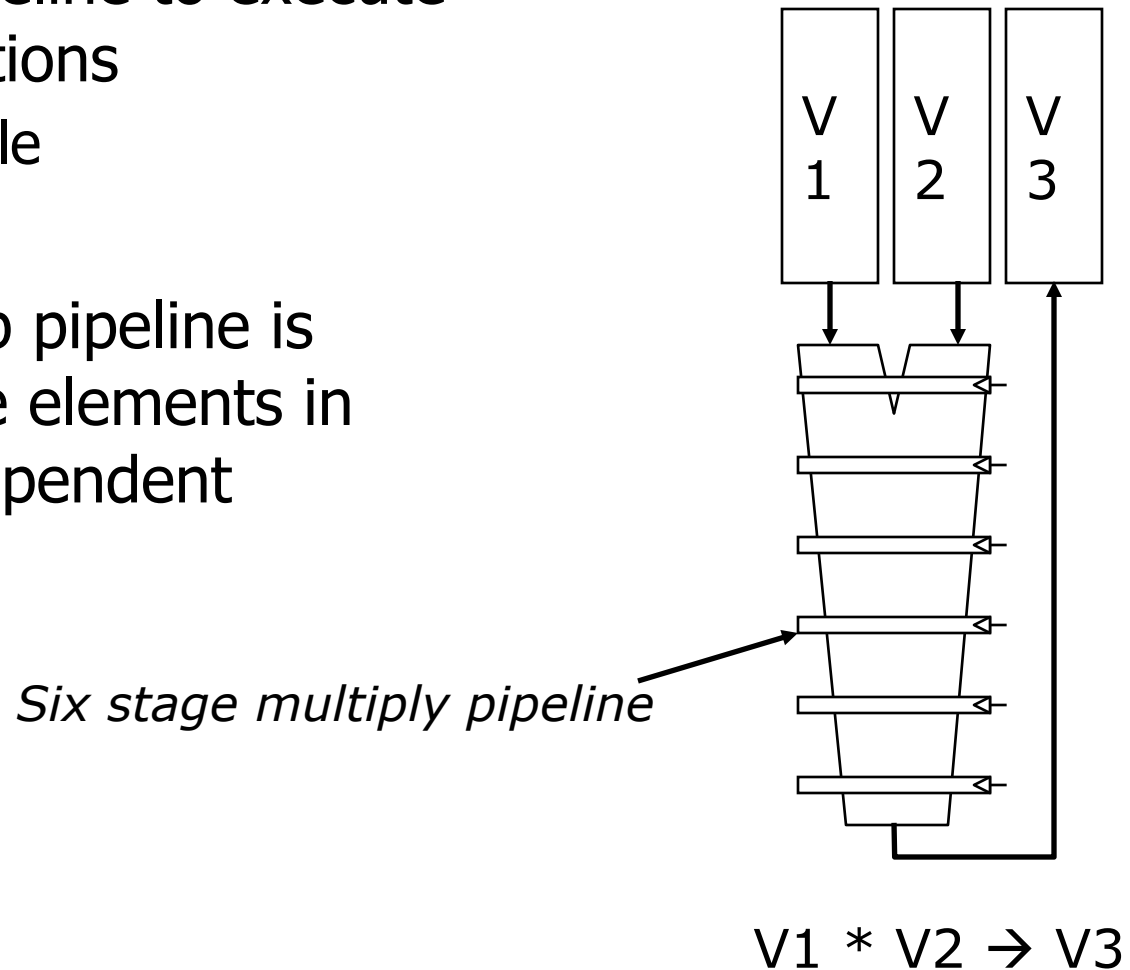 eline to execute
tions
le
pipeline is
e elements in
pendent
V V V
1 2 3
Six stage multiply pipeline
V1 * V2 → V3